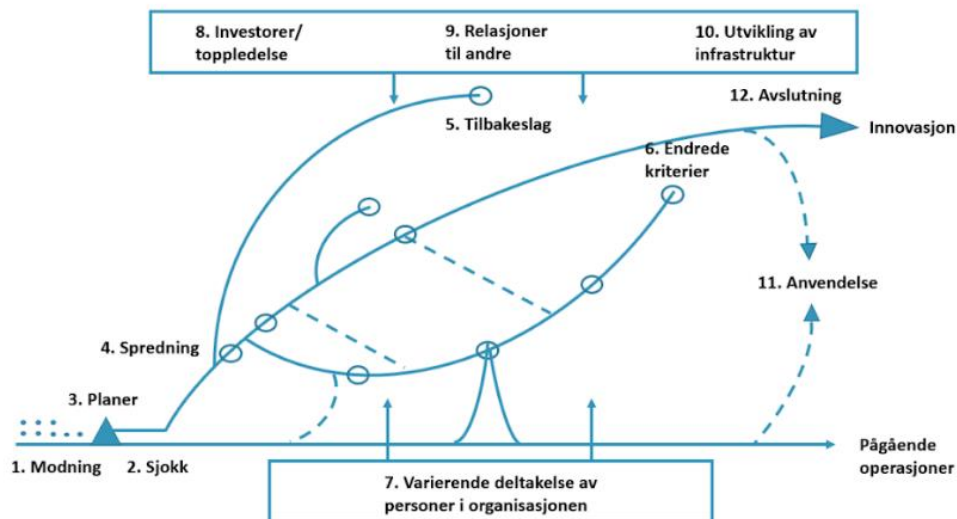 8. Investorer/
toppledelse
9. Relasjoner
til andre
10. Utvikling av
infrastruktur
12. Avslutning
5. Tilbakeslag
Innovasjon
6. Endrede
kriterier
11. Anvendelse
4. Spredning
3. Planer
1. Modning
2. Sjokk
Pågående
operasjoner
7. Varierende deltakelse av
personer i organisasjonen